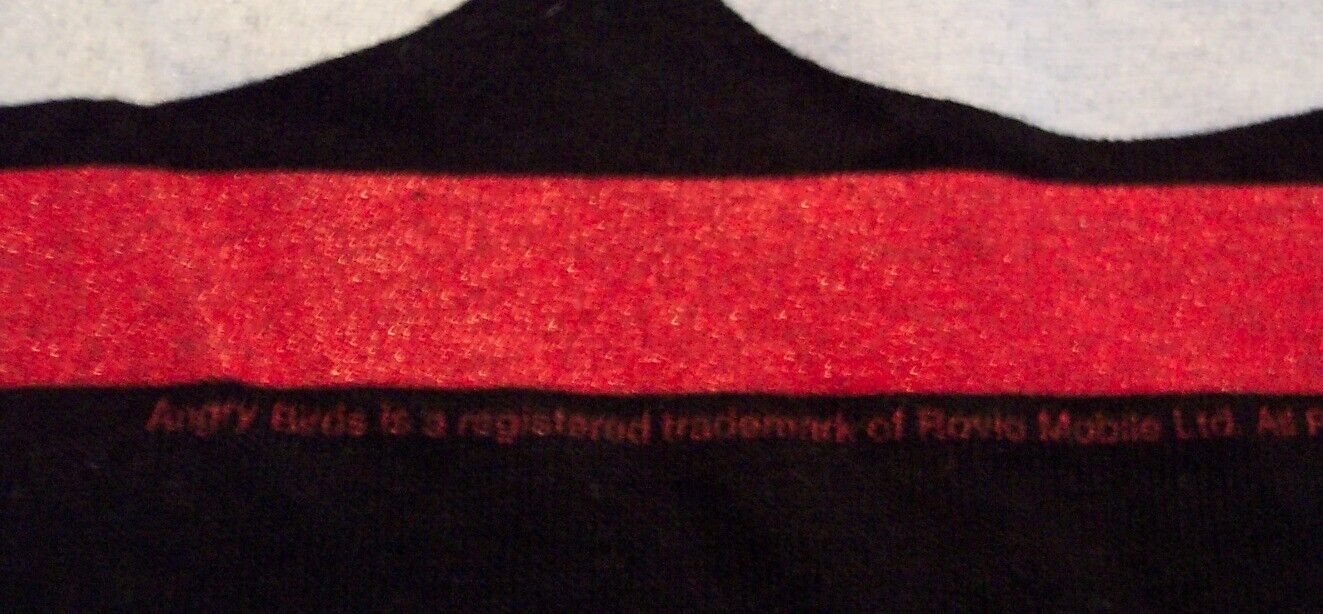 Angry Birds is a registered trademark of Rovio Mobile Ltd. All R